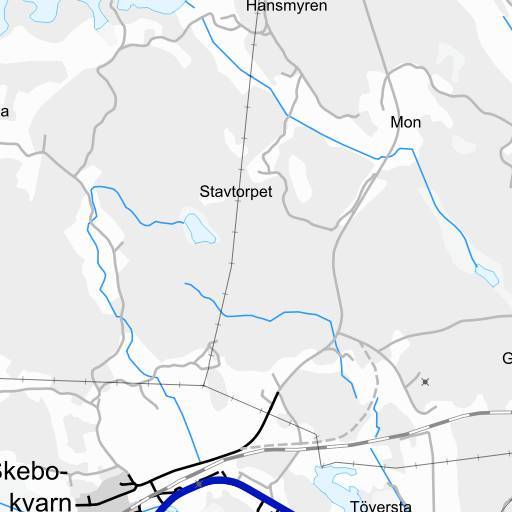 Hansmyren
a
Mon
Stavtorpet
G
Skebo-
kvarn
Töversta